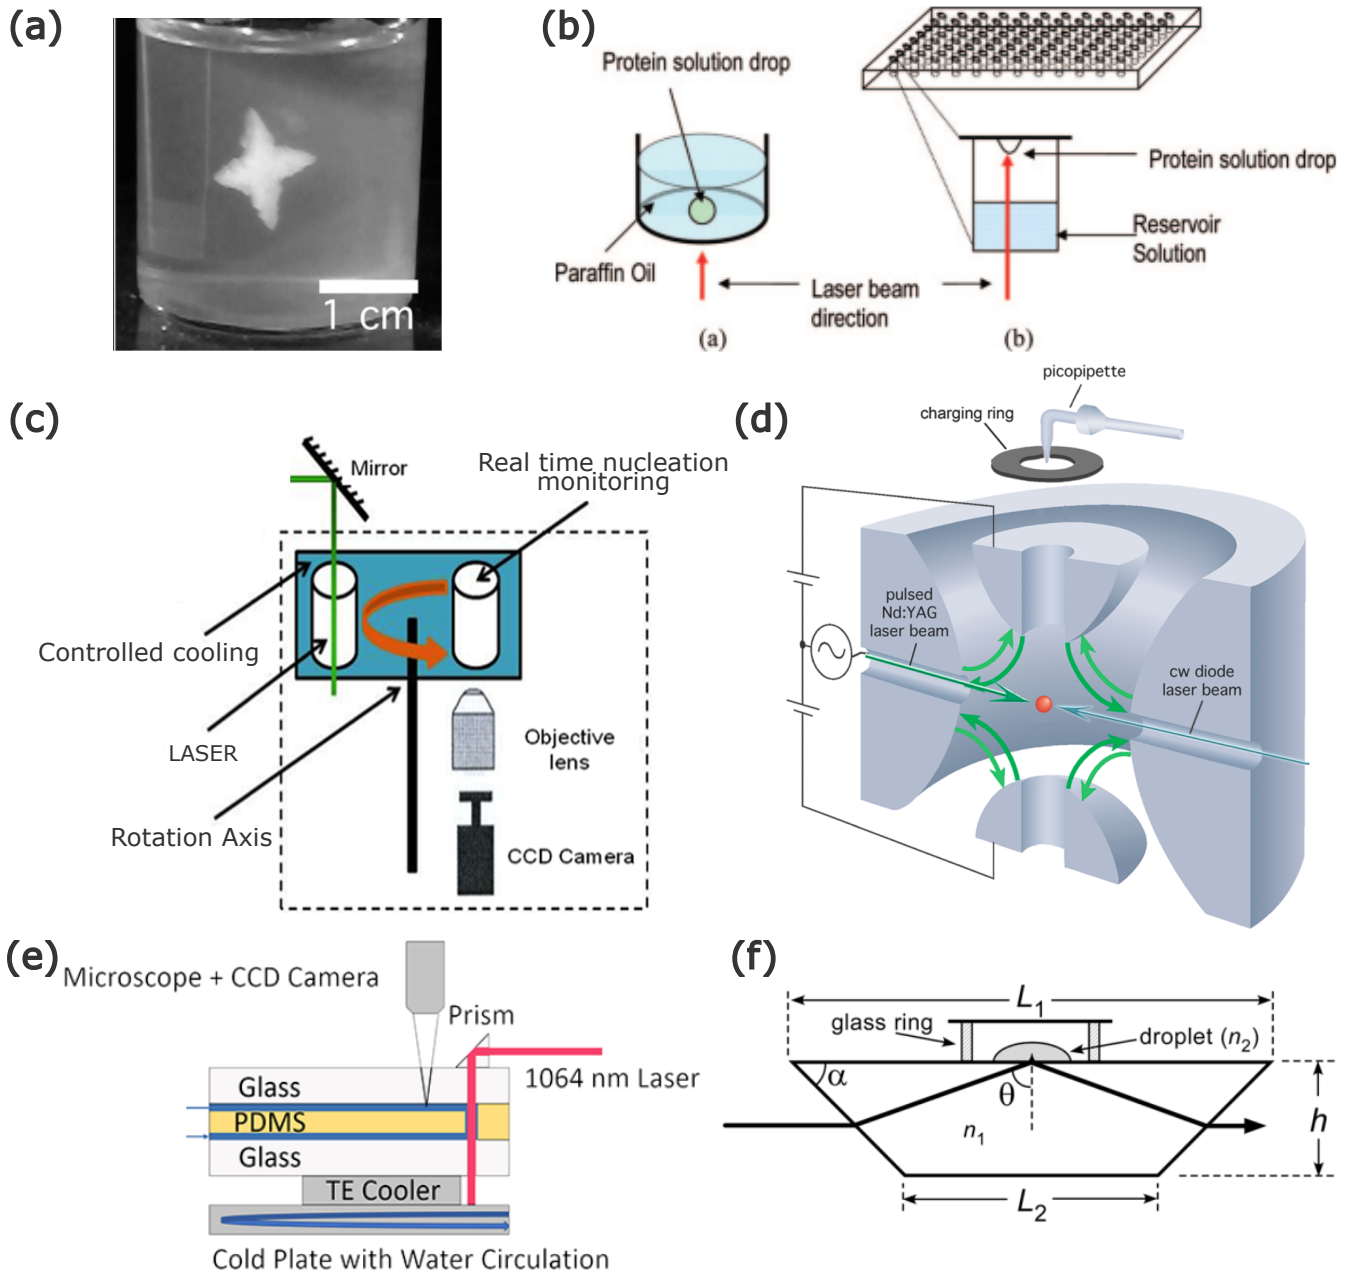 (a)
1 cm
(b)
Protein solution drop
Paraffin Oil
Laser beam
direction
Protein solution drop
Reservoir
Solution
(a)
(b)
(c)
Mirror
Real time nucleation
monitoring
Controlled cooling
LASER
Rotation Axis
Objective
lens
CCD Camera
(d)
picopipette
charging ring
pulsed
Nd:YAG
laser beam
cw diode
laser beam
(e)
Microscope + CCD Camera
Prism
1064 nm Laser
Glass
PDMS
Glass
TE Cooler
Cold Plate with Water Circulation
(f)
L1
glass ring
droplet (n2)
α
θ
n1
h
L2